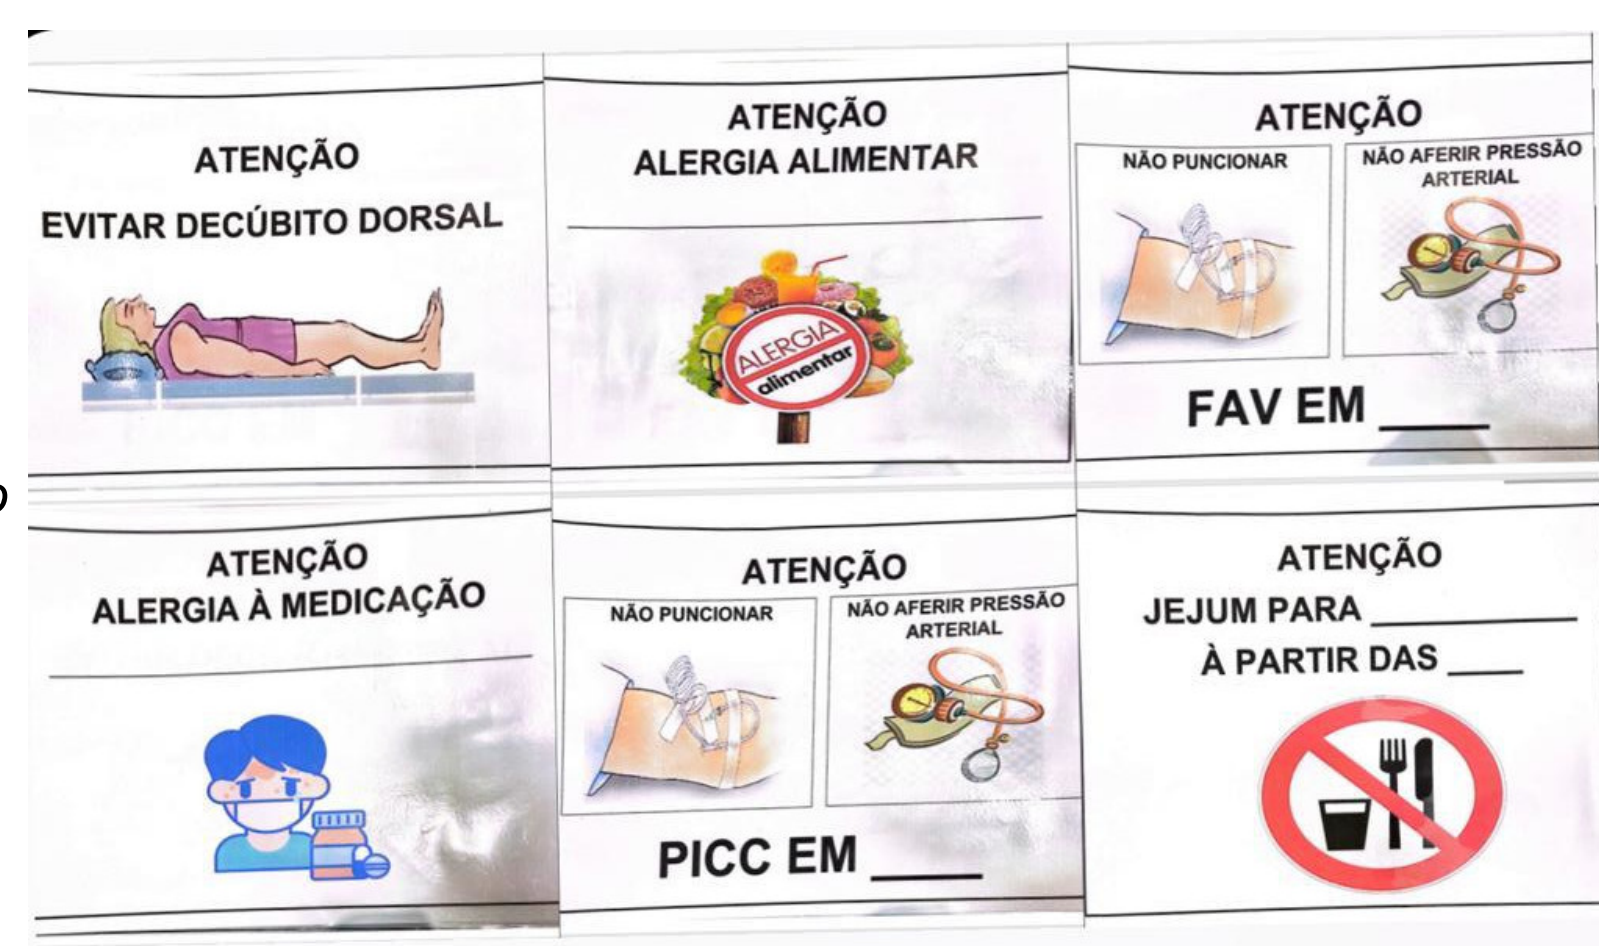 ATENÇÃO
EVITAR DECÚBITO DORSAL
ATENÇÃO
ALERGIA ALIMENTAR
ALERGIA
alimentar
ATENÇÃO
NÃO PUNCIONAR
NÃO AFERIR PRESSÃO
ARTERIAL
FAV EM ____
ATENÇÃO
ALERGIA À MEDICAÇÃO
ATENÇÃO
NÃO PUNCIONAR
NÃO AFERIR PRESSÃO
ARTERIAL
PICC EM ____
ATENÇÃO
JEJUM PARA ____________
À PARTIR DAS ____